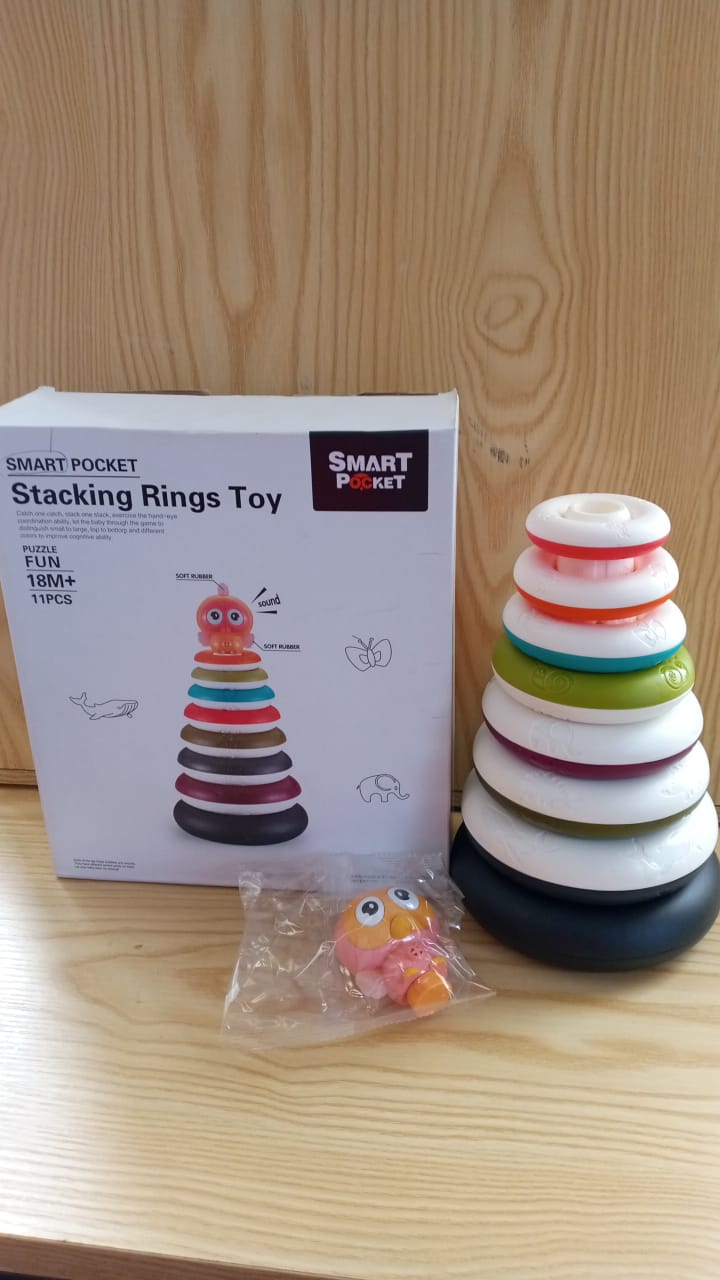 SMART POCKET
Stacking Rings Toy
Catch one catch, stack one stack, exercise the hand-eye
coordination ability, let the baby through the game to
distinguish small to large, top to bottorp and different
colors to improve cognitive ability
PUZZLE
FUN
18M+
11PCS
SMART
POCKET
SOFT RUBBER
sound
SOFT RUBBER